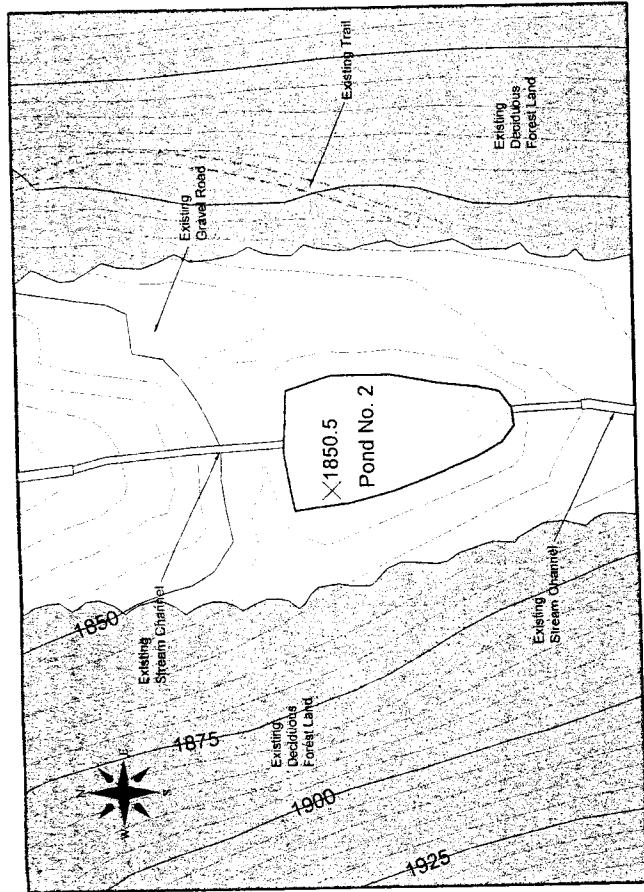 Existing Trail
Existing
Gravel Road
Existing
Deciduous
Forest Land
×1850.5
Pond No. 2
1850
Existing
Stream Channel
Existing
Stream Channel
1875
Existing
Deciduous
Forest Land
N
W
1900
1925